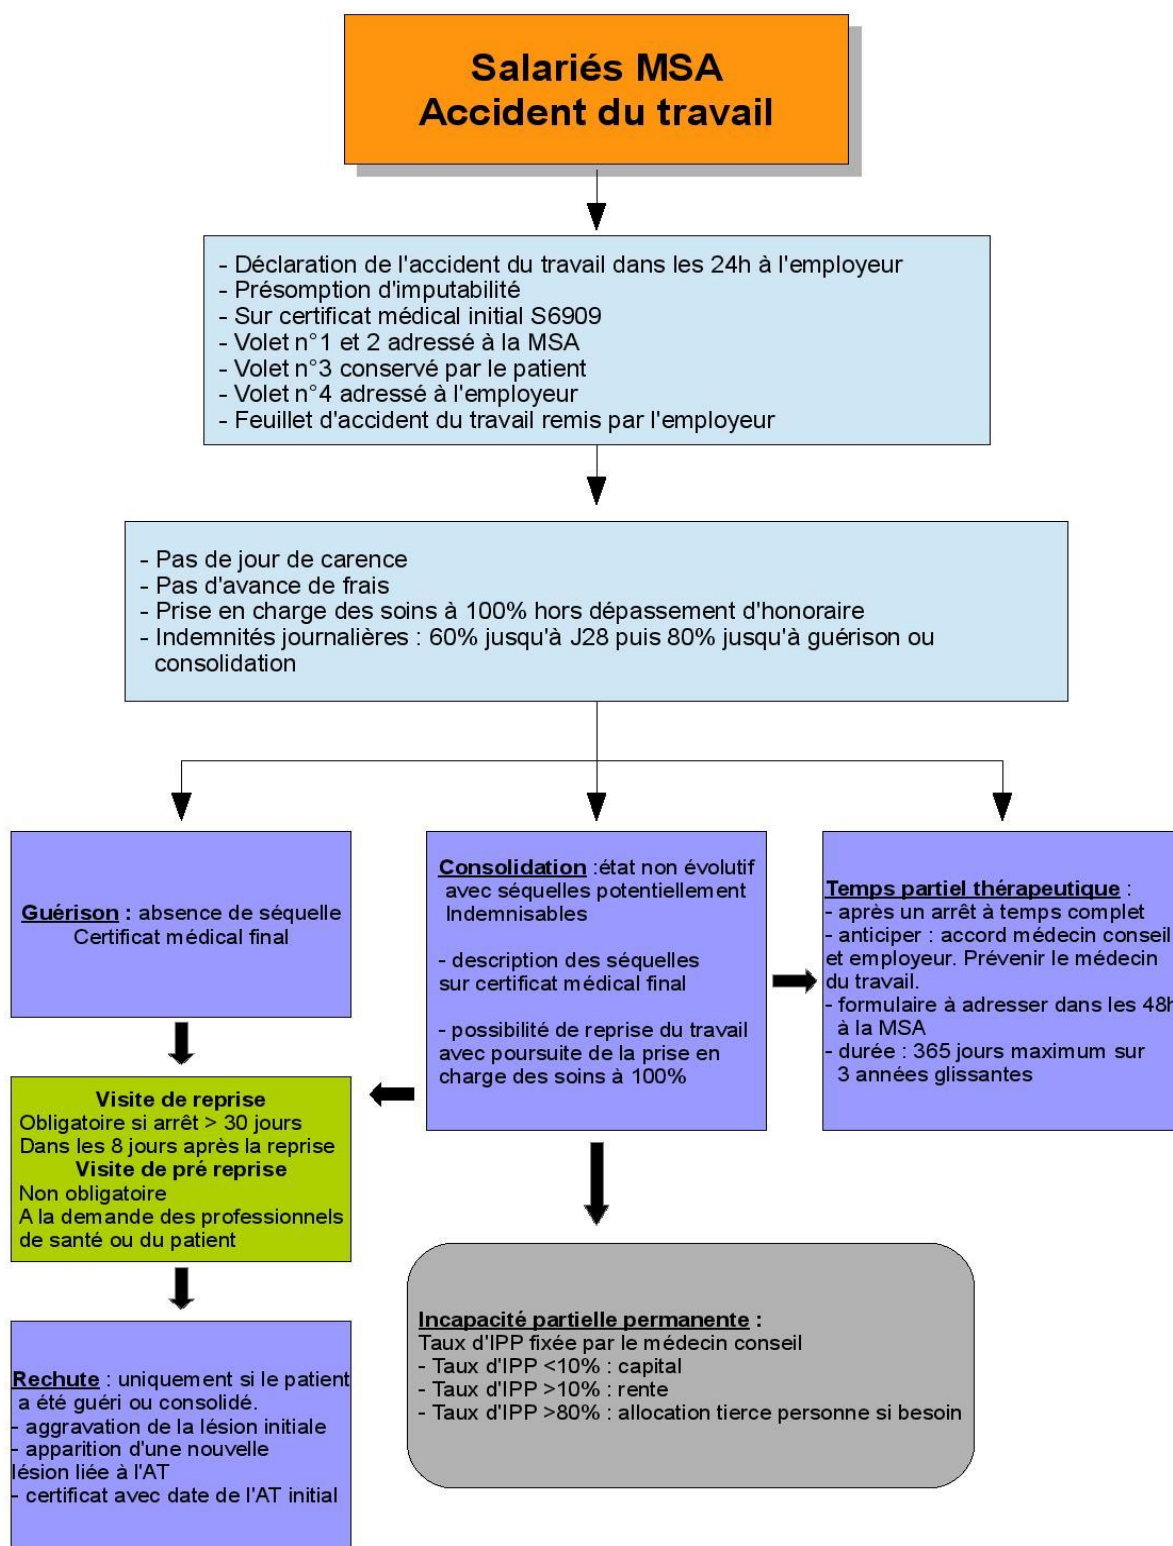 Salariés MSA
Accident du travail
- Déclaration de l'accident du travail dans les 24h à l'employeur
- Présomption d'imputabilité
- Sur certificat médical initial S6909
- Volet n°1 et 2 adressé à la MSA
- Volet n°3 conservé par le patient
- Volet n°4 adressé à l'employeur
- Feuillet d'accident du travail remis par l'employeur
- Pas de jour de carence
- Pas d'avance de frais
- Prise en charge des soins à 100% hors dépassement d'honoraire
- Indemnités journalières : 60% jusqu'à J28 puis 80% jusqu'à guérison ou
consolidation
Guérison : absence de séquelle
Certificat médical final
Consolidation :état non évolutif
avec séquelles potentiellement
Indemnisables
- description des séquelles
sur certificat médical final
- possibilité de reprise du travail
avec poursuite de la prise en
charge des soins à 100%
Temps partiel thérapeutique :
- après un arrêt à temps complet
- anticiper : accord médecin conseil
et employeur. Prévenir le médecin
du travail.
- formulaire à adresser dans les 48h
à la MSA
- durée : 365 jours maximum sur
3 années glissantes
Visite de reprise
Obligatoire si arrêt > 30 jours
Dans les 8 jours après la reprise
Visite de pré reprise
Non obligatoire
A la demande des professionnels
de santé ou du patient
Incapacité partielle permanente :
Taux d'IPP fixée par le médecin conseil
- Taux d'IPP <10% : capital
- Taux d'IPP >10% : rente
- Taux d'IPP >80% : allocation tierce personne si besoin
Rechute : uniquement si le patient
a été guéri ou consolidé.
- aggravation de la lésion initiale
- apparition d'une nouvelle
lésion liée à l'AT
- certificat avec date de l'AT initial